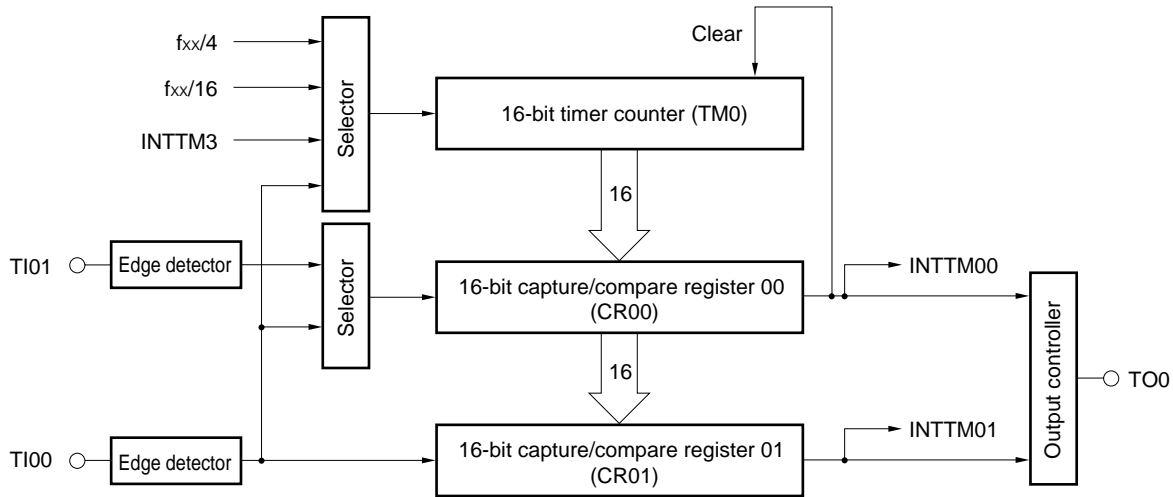 Clear
fxx/4
fxx/16
INTTM3
Selector
16-bit timer counter (TM0)
16
TI01
Edge detector
Selector
16-bit capture/compare register 00
(CR00)
INTTM00
16
Output controller
TO0
TI00
Edge detector
16-bit capture/compare register 01
(CR01)
INTTM01